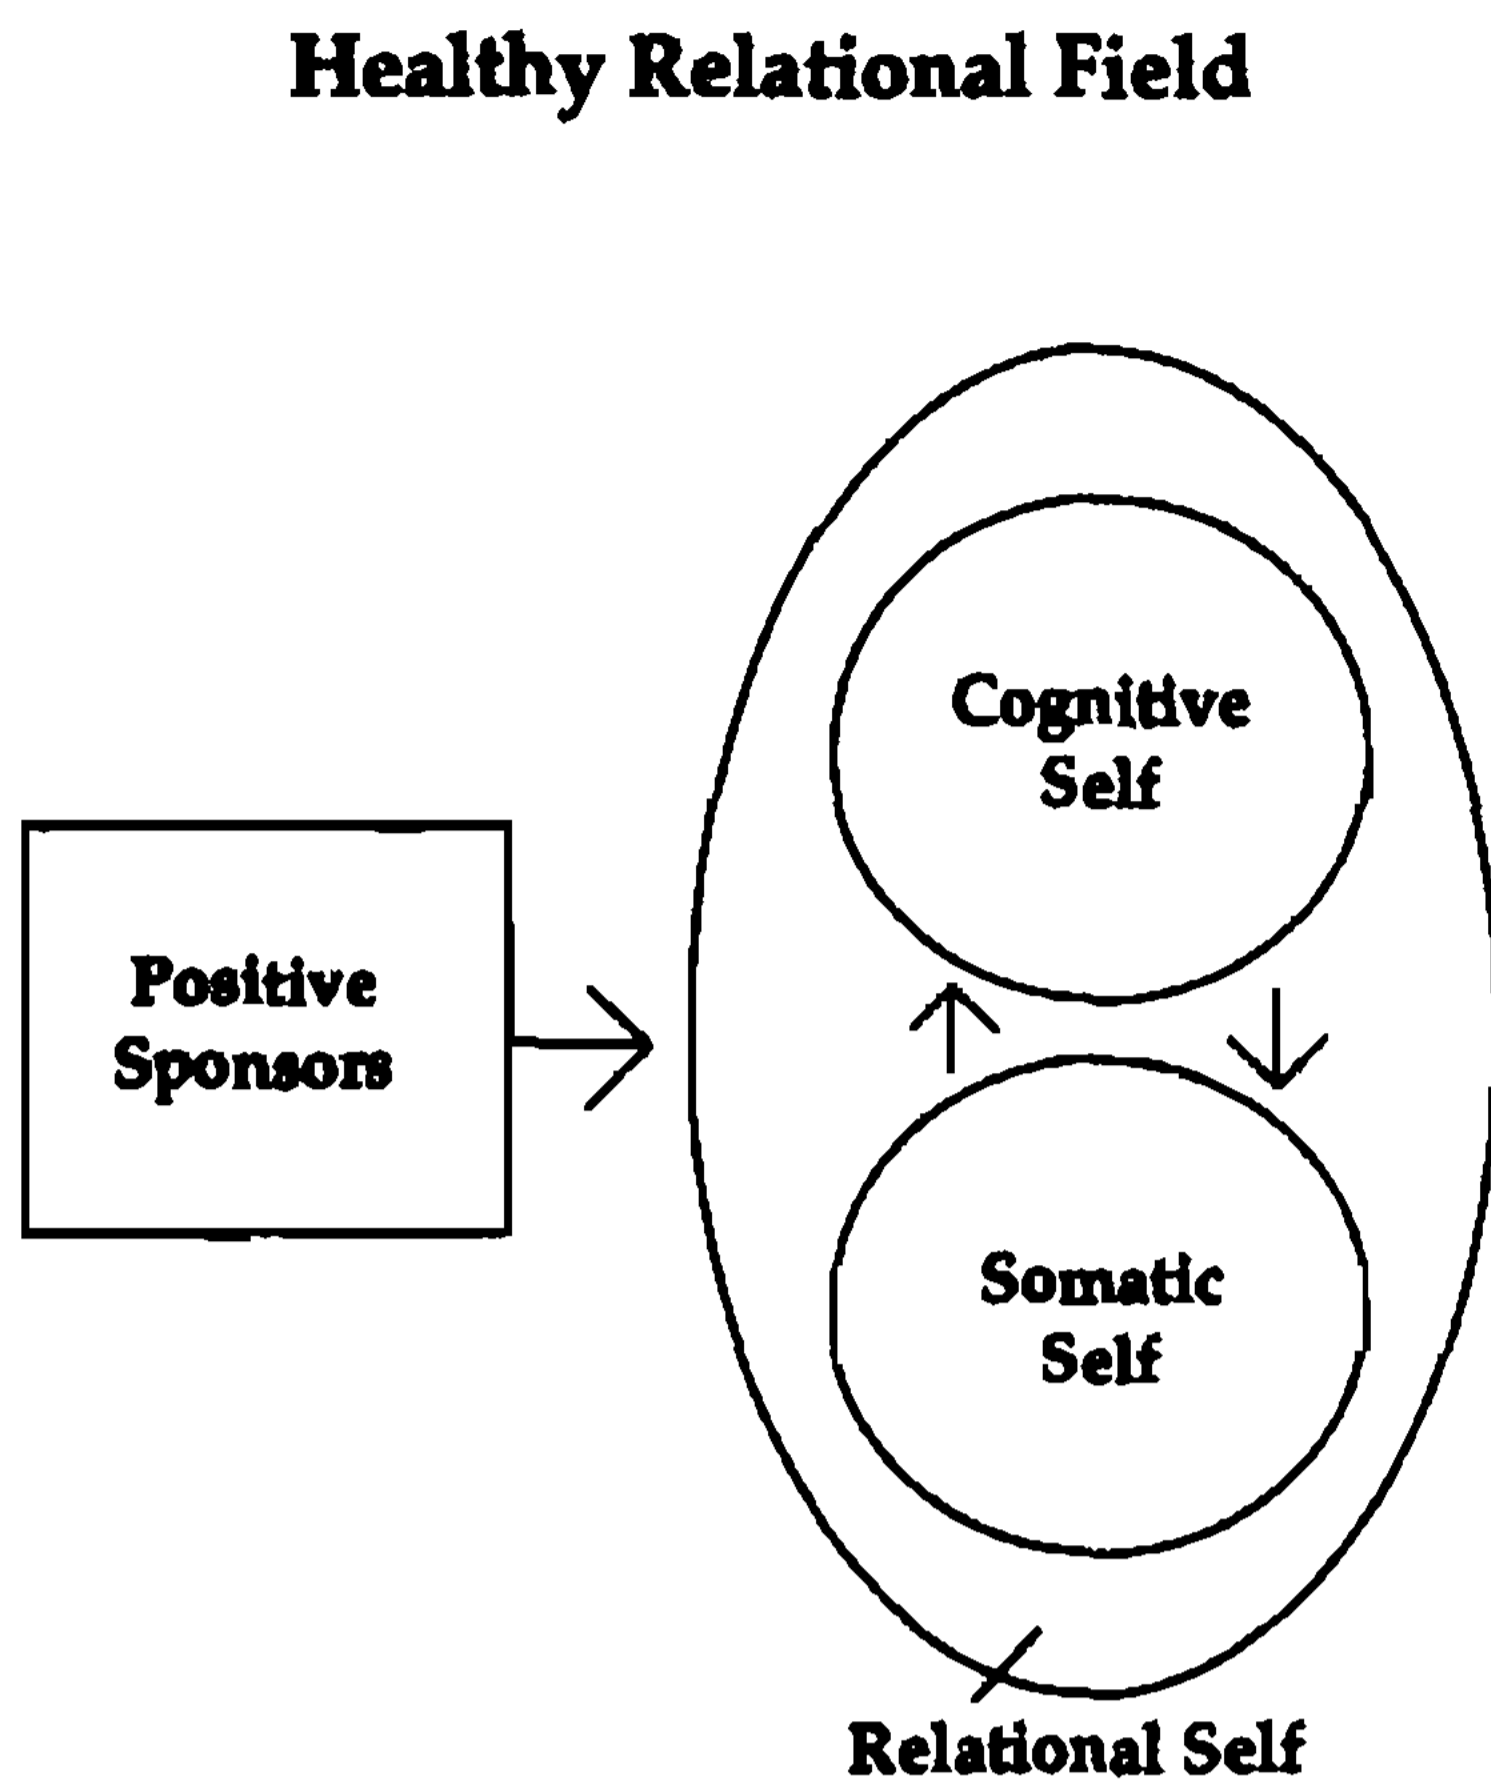 Healthy Relational Field
Cognitive
Self
Positive
Sponsors
Somatic
Self
Relational Self